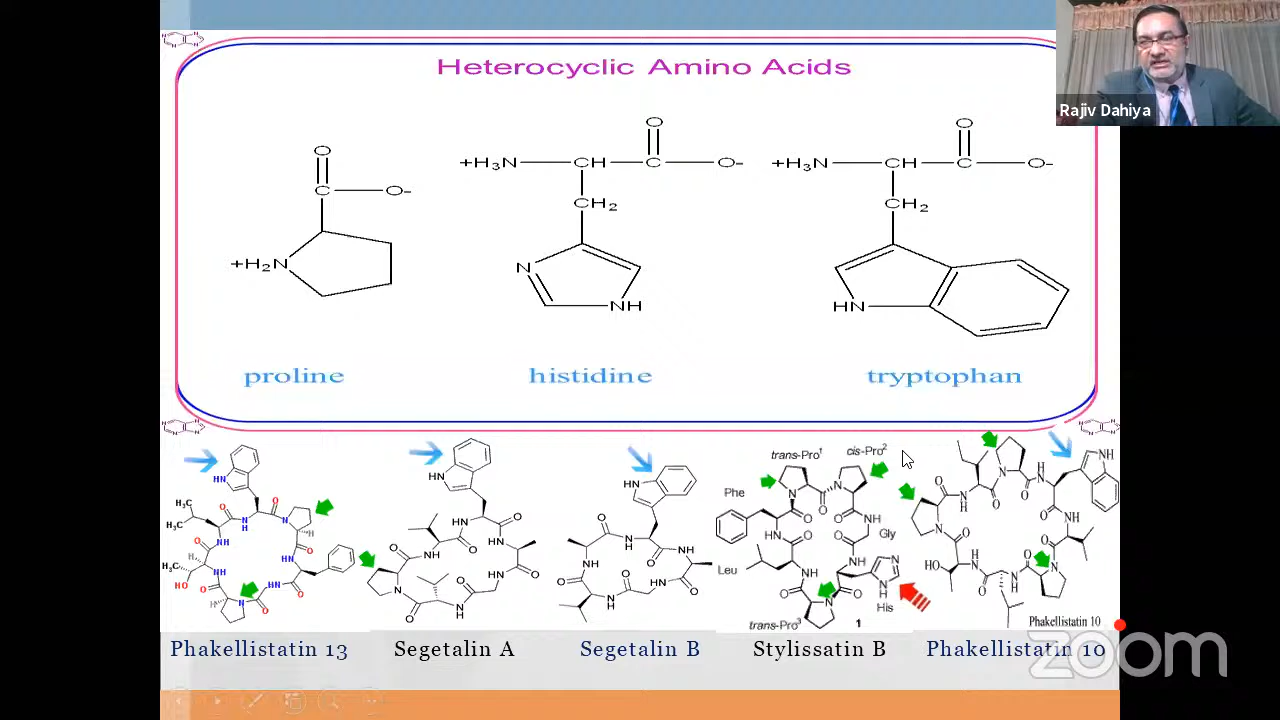 Heterocyclic Amino Acids
Rajiv Dahiya
O
C
O-
+H2N
proline
O
+H3N
CH
C
O-
CH2
N
NH
histidine
O
+H3N
CH
C
O-
CH2
HN
tryptophan
trans-Pro1
cis-Pro2
Phe
Gly
Leu
His
trans-Pro3
1
Phakellistatin 10
Phakellistatin 13
Segetalin A
Segetalin B
Stylissatin B
Phakellistatin 10
zoom